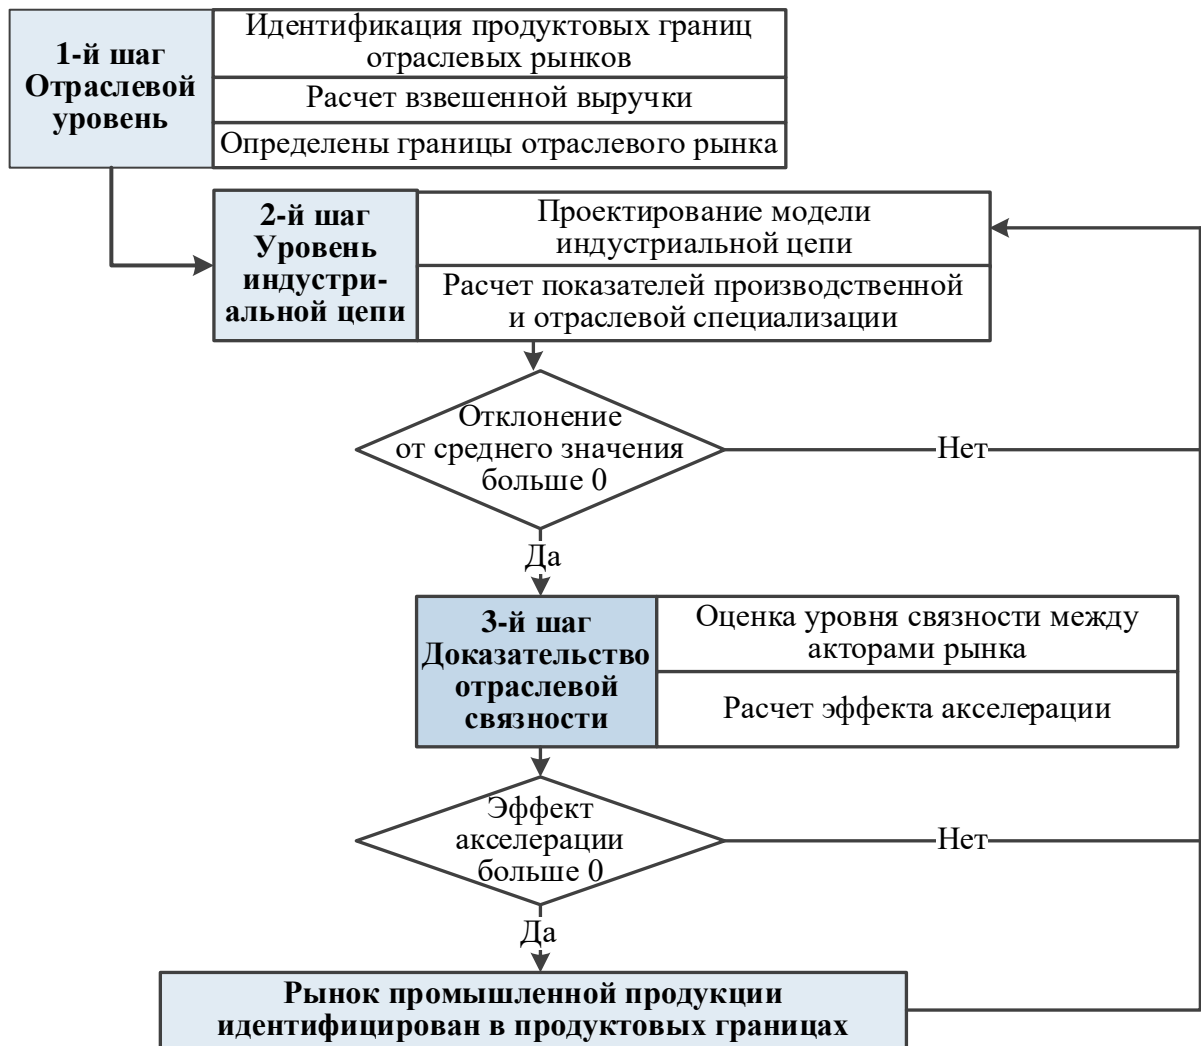 1-й шаг
Отраслевой
уровень
Идентификация продуктовых границ
отраслевых рынков
Расчет взвешенной выручки
Определены границы отраслевого рынка
2-й шаг
Уровень
индустри-
альной цепи
Проектирование модели
индустриальной цепи
Расчет показателей производственной
и отраслевой специализации
Отклонение
от среднего значения
больше 0
Нет
Да
3-й шаг
Доказательство
отраслевой
связности
Оценка уровня связности между
акторами рынка
Расчет эффекта акселерации
Эффект
акселерации
больше 0
Нет
Да
Рынок промышленной продукции
идентифицирован в продуктовых границах